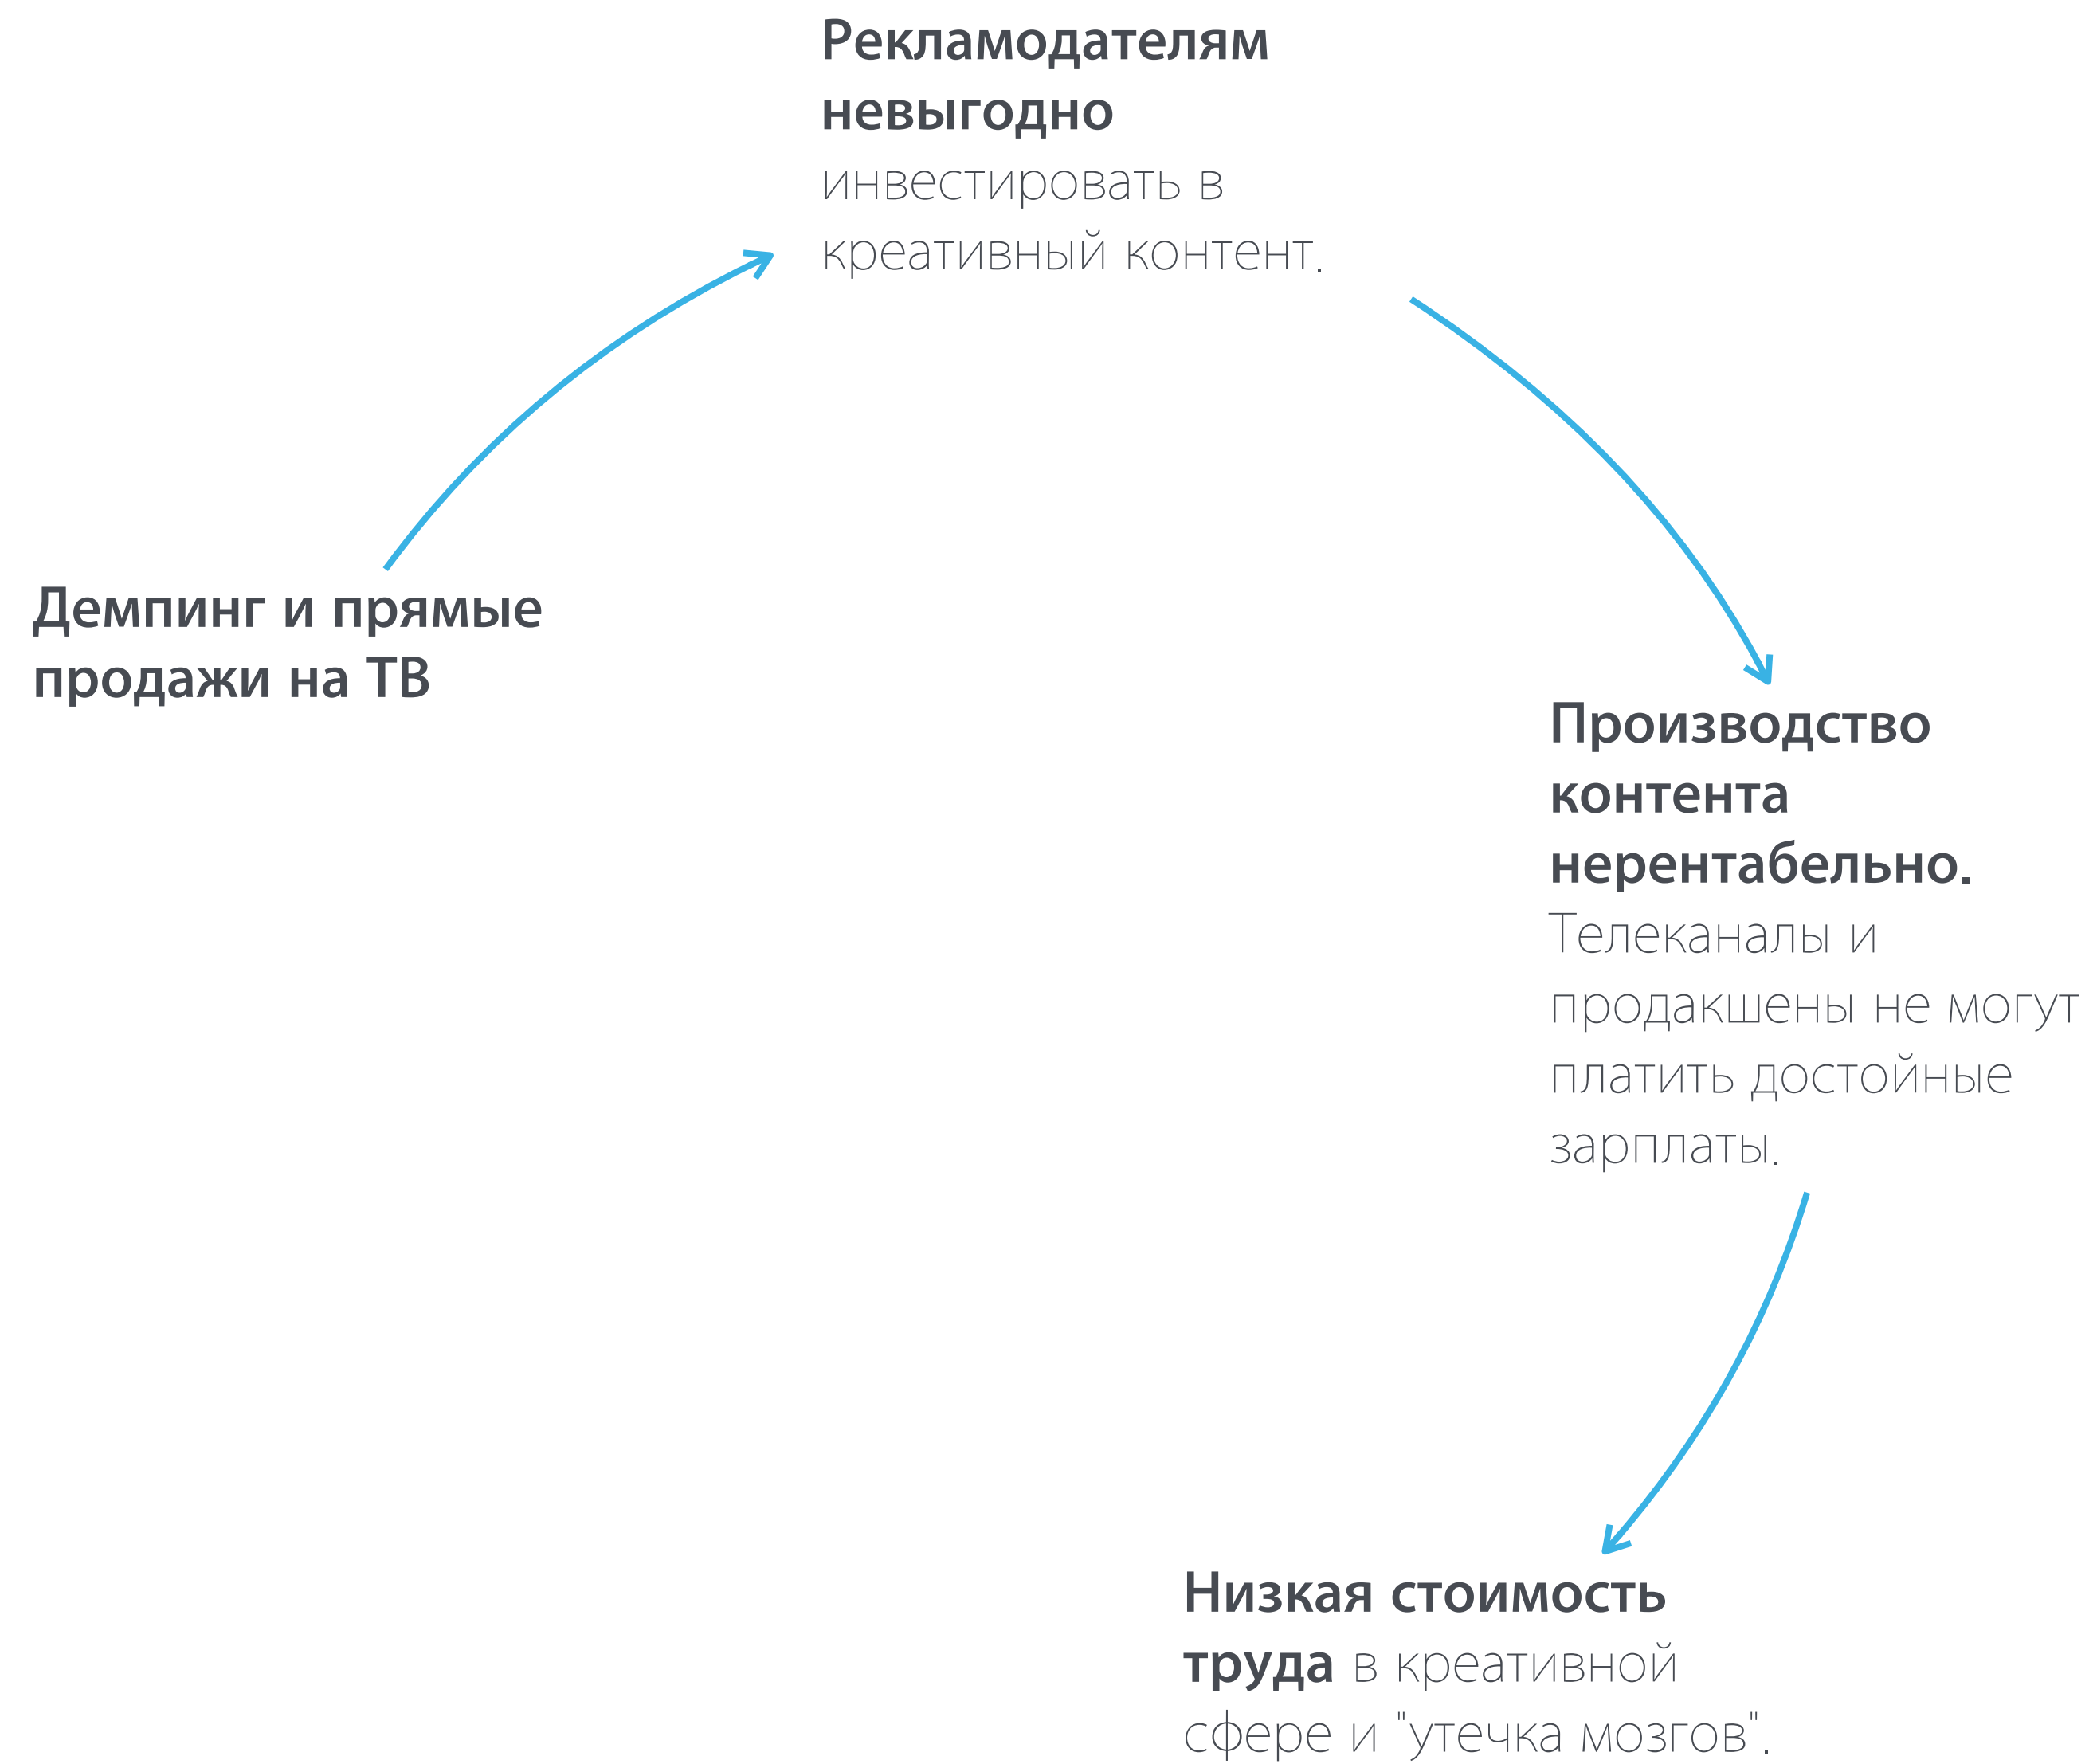 Рекламодателям
невыгодно
инвестировать в
креативный контент.
Демпинг и прямые
продажи на ТВ
Производство
контента
нерентабельно.
Телеканалы и
продакшены не могут
платить достойные
зарплаты.
Низкая стоимость
труда в креативной
сфере и "утечка мозгов".